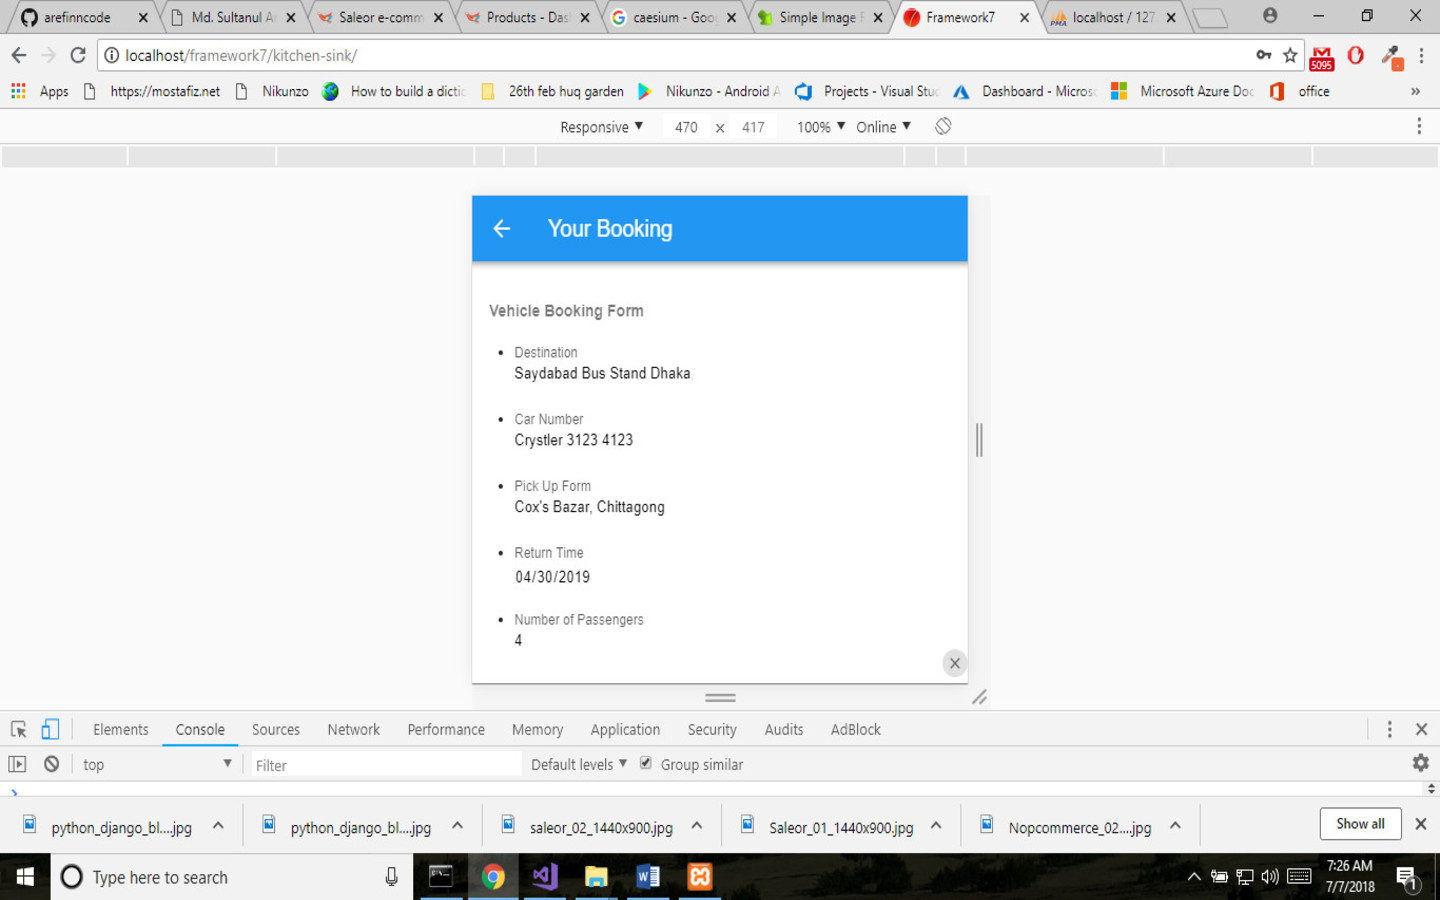 arefinncode
Md. Sultanul A
Saleor e-comm
Products - Das
caesium - Goo
Simple Image R
Framework7
localhost / 127
localhost/framework7/kitchen-sink/
5095
Apps
https://mostafiz.net
Nikunzo
How to build a dictic
26th feb huq garden
Nikunzo - Android A
Projects - Visual Stuc
Dashboard - Micros
Microsoft Azure Doc
office
»
Responsive
470 x 417
100%
Online
Your Booking
Vehicle Booking Form
Destination
Saydabad Bus Stand Dhaka
Car Number
Crystler 3123 4123
Pick Up Form
Cox's Bazar, Chittagong
Return Time
04/30/2019
Number of Passengers
4
Elements
Console
Sources
Network
Performance
Memory
Application
Security
Audits
AdBlock
top
Filter
Default levels
Group similar
python_django_bl....jpg
python_django_bl....jpg
saleor_02_1440x900.jpg
Saleor_01_1440x900.jpg
Nopcommerce_02....jpg
Show all
Type here to search
7:26 AM
7/7/2018
1